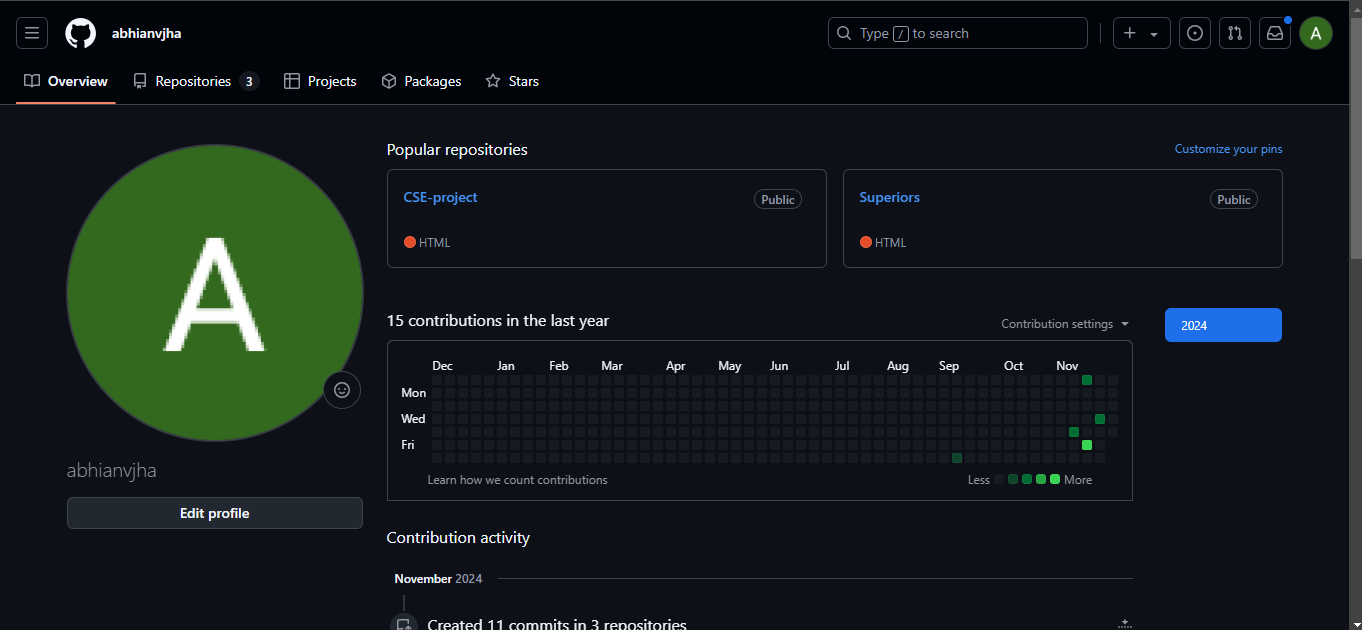 abhianvjha
Type / to search
A
Overview
Repositories 3
Projects
Packages
Stars
A
abhianvjha
Edit profile
Popular repositories
Customize your pins
CSE-project
Public
HTML
Superiors
Public
HTML
15 contributions in the last year
Contribution settings
2024
Dec Jan Feb Mar Apr May Jun Jul Aug Sep Oct Nov
Mon
Wed
Fri
Learn how we count contributions
Less More
Contribution activity
November 2024
Created 11 commits in 3 repositories